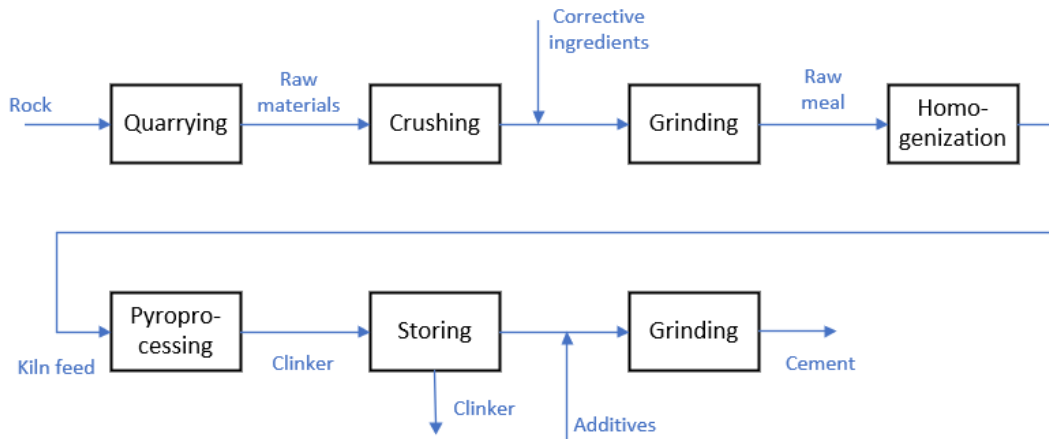 Corrective
ingredients
Rock
Quarrying
Raw
materials
Crushing
Grinding
Raw
meal
Homo-
genization
Kiln feed
Pyropro-
cessing
Clinker
Storing
Clinker
Additives
Grinding
Cement